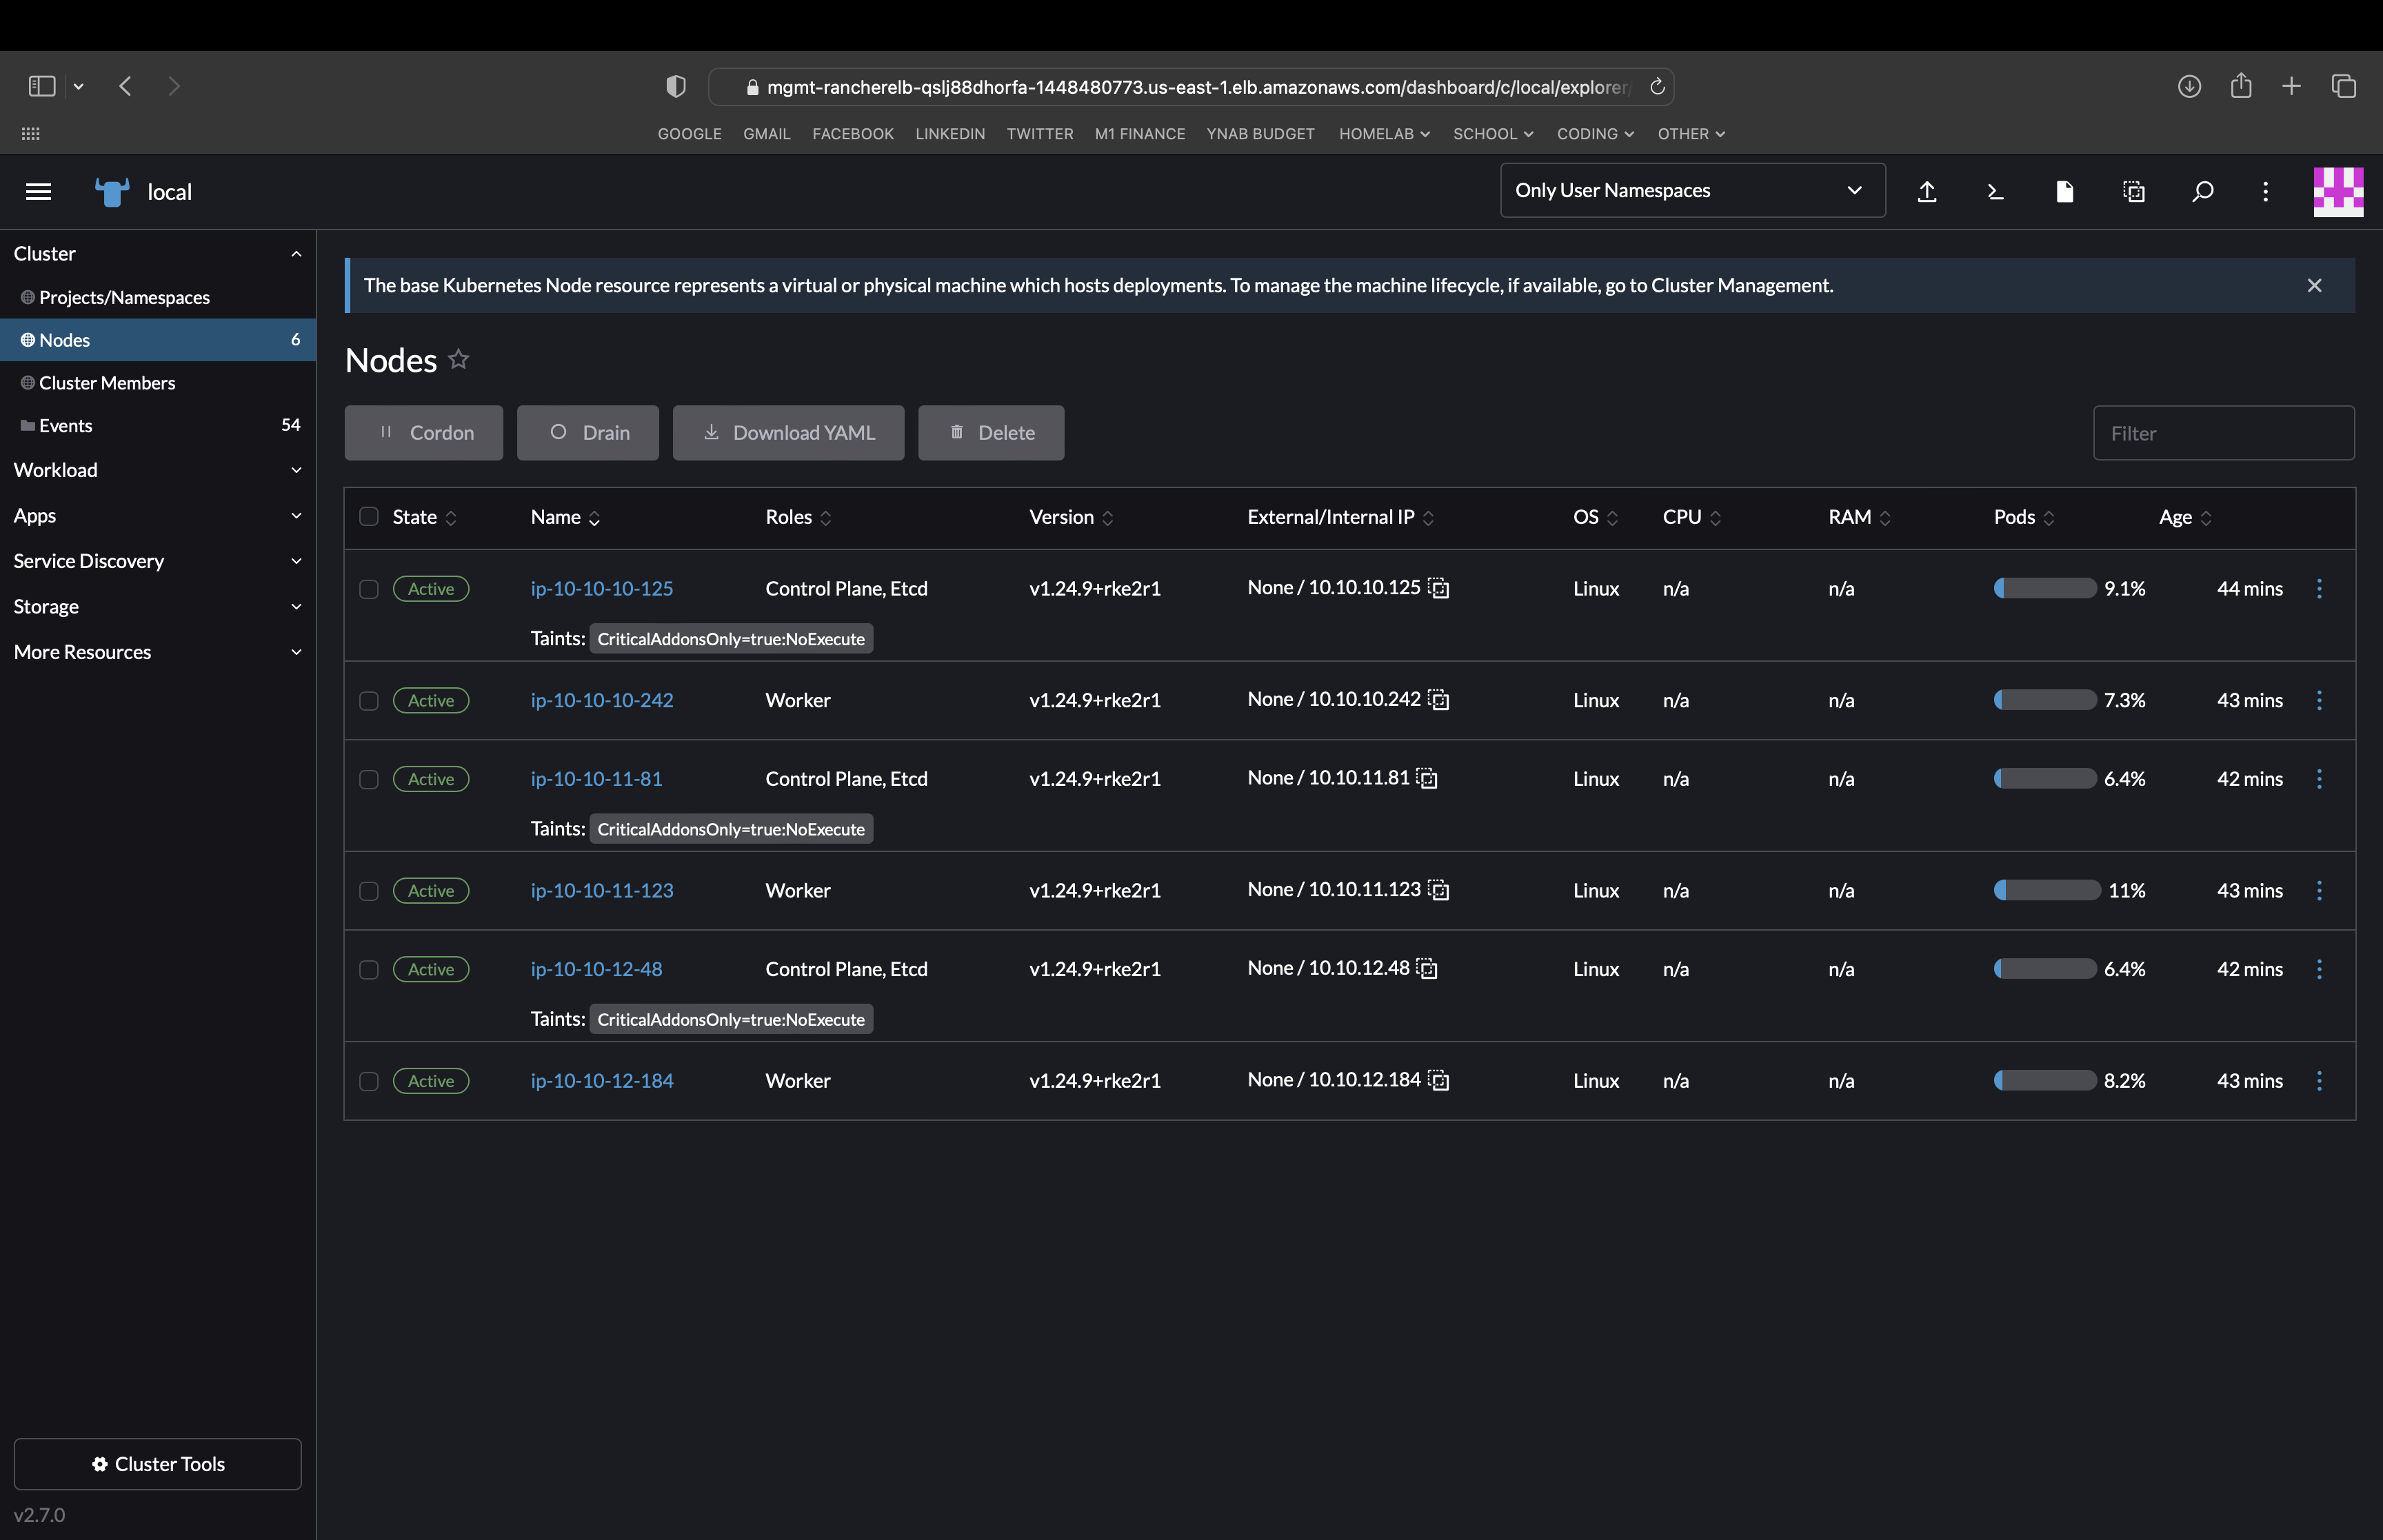 mgmt-rancherelb-qslj88dhorfa-1448480773.us-east-1.elb.amazonaws.com/dashboard/c/local/explorer/
GOOGLE GMAIL FACEBOOK LINKEDIN TWITTER M1 FINANCE YNAB BUDGET HOMELAB SCHOOL CODING OTHER
local
Only User Namespaces
Cluster
Projects/Namespaces
Nodes 6
Cluster Members
Events 54
Workload
Apps
Service Discovery
Storage
More Resources
Cluster Tools
v2.7.0
The base Kubernetes Node resource represents a virtual or physical machine which hosts deployments. To manage the machine lifecycle, if available, go to Cluster Management.
Nodes
Cordon Drain Download YAML Delete Filter
State Name Roles Version External/Internal IP OS CPU RAM Pods Age
Active ip-10-10-10-125 Control Plane, Etcd v1.24.9+rke2r1 None / 10.10.10.125 Linux n/a n/a 9.1% 44 mins
Taints: CriticalAddonsOnly=true:NoExecute
Active ip-10-10-10-242 Worker v1.24.9+rke2r1 None / 10.10.10.242 Linux n/a n/a 7.3% 43 mins
Active ip-10-10-11-81 Control Plane, Etcd v1.24.9+rke2r1 None / 10.10.11.81 Linux n/a n/a 6.4% 42 mins
Taints: CriticalAddonsOnly=true:NoExecute
Active ip-10-10-11-123 Worker v1.24.9+rke2r1 None / 10.10.11.123 Linux n/a n/a 11% 43 mins
Active ip-10-10-12-48 Control Plane, Etcd v1.24.9+rke2r1 None / 10.10.12.48 Linux n/a n/a 6.4% 42 mins
Taints: CriticalAddonsOnly=true:NoExecute
Active ip-10-10-12-184 Worker v1.24.9+rke2r1 None / 10.10.12.184 Linux n/a n/a 8.2% 43 mins